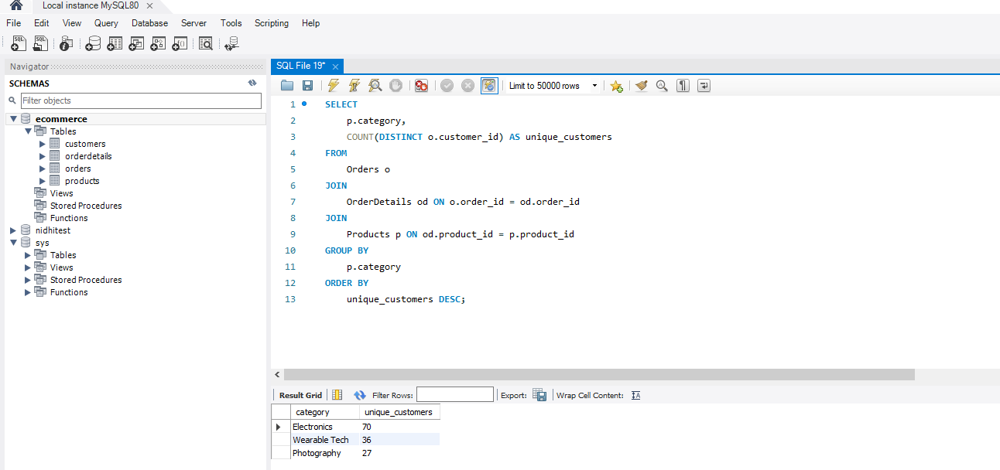 Local instance MySQL80
File Edit View Query Database Server Tools Scripting Help
Navigator
SCHEMAS
Filter objects
ecommerce
Tables
customers
orderdetails
orders
products
Views
Stored Procedures
Functions
nidhitest
sys
Tables
Views
Stored Procedures
Functions
SQL File 19*
Limit to 50000 rows
1 SELECT
2 p.category,
3 COUNT(DISTINCT o.customer_id) AS unique_customers
4 FROM
5 Orders o
6 JOIN
7 OrderDetails od ON o.order_id = od.order_id
8 JOIN
9 Products p ON od.product_id = p.product_id
10 GROUP BY
11 p.category
12 ORDER BY
13 unique_customers DESC;
Result Grid Filter Rows: Export: Wrap Cell Content:
category unique_customers
Electronics 70
Wearable Tech 36
Photography 27